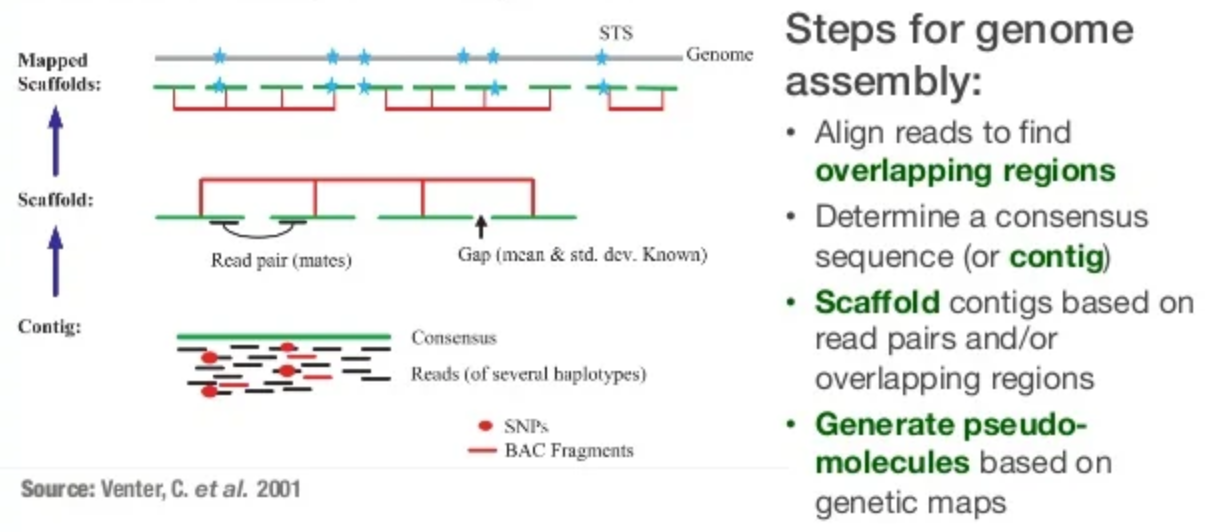 STS
Genome
Mapped
Scaffolds:
Scaffold:
Read pair (mates)
Gap (mean & std. dev. Known)
Contig:
Consensus
Reads (of several haplotypes)
SNPs
BAC Fragments
Source: Venter, C. et al. 2001
Steps for genome
assembly:
• Align reads to find
overlapping regions
• Determine a consensus
sequence (or contig)
• Scaffold contigs based on
read pairs and/or
overlapping regions
• Generate pseudo-
molecules based on
genetic maps